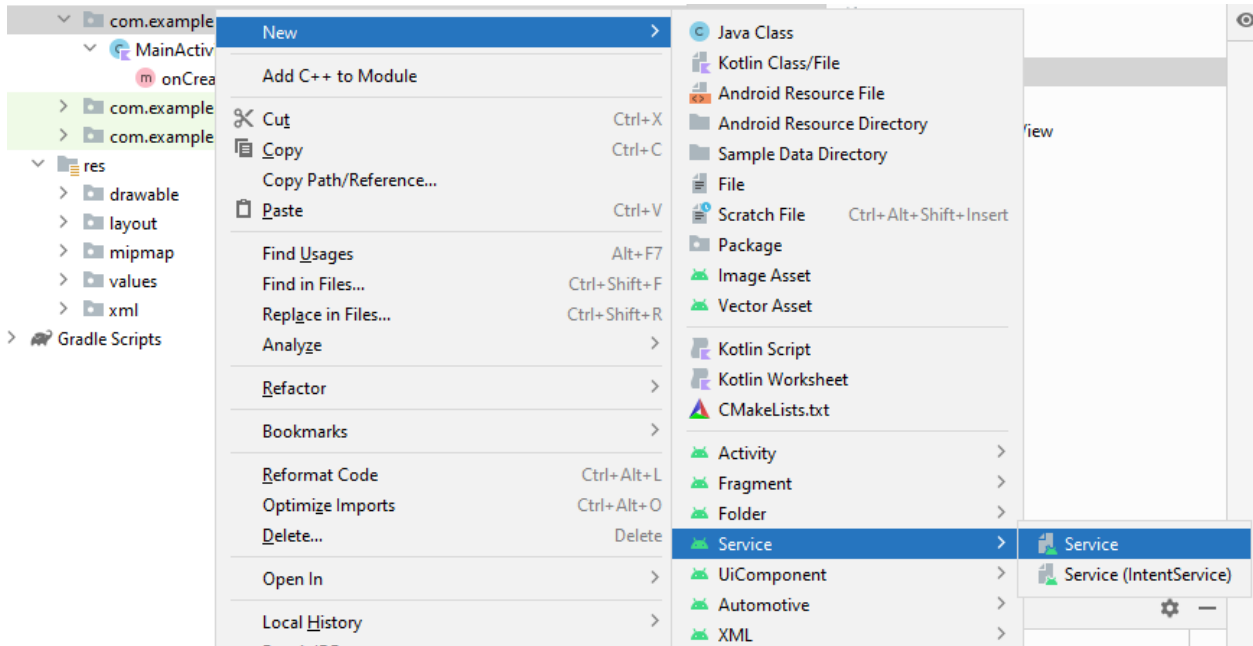 com.example
MainActiv
onCrea
com.example
com.example
res
drawable
layout
mipmap
values
xml
Gradle Scripts
New
Add C++ to Module
Cut Ctrl+X
Copy Ctrl+C
Copy Path/Reference...
Paste Ctrl+V
Find Usages Alt+F7
Find in Files... Ctrl+Shift+F
Replace in Files... Ctrl+Shift+R
Analyze
Refactor
Bookmarks
Reformat Code Ctrl+Alt+L
Optimize Imports Ctrl+Alt+O
Delete... Delete
Open In
Local History
Java Class
Kotlin Class/File
Android Resource File
Android Resource Directory
Sample Data Directory
File
Scratch File Ctrl+Alt+Shift+Insert
Package
Image Asset
Vector Asset
Kotlin Script
Kotlin Worksheet
CMakeLists.txt
Activity
Fragment
Folder
Service
UiComponent
Automotive
XML
Service
Service (IntentService)